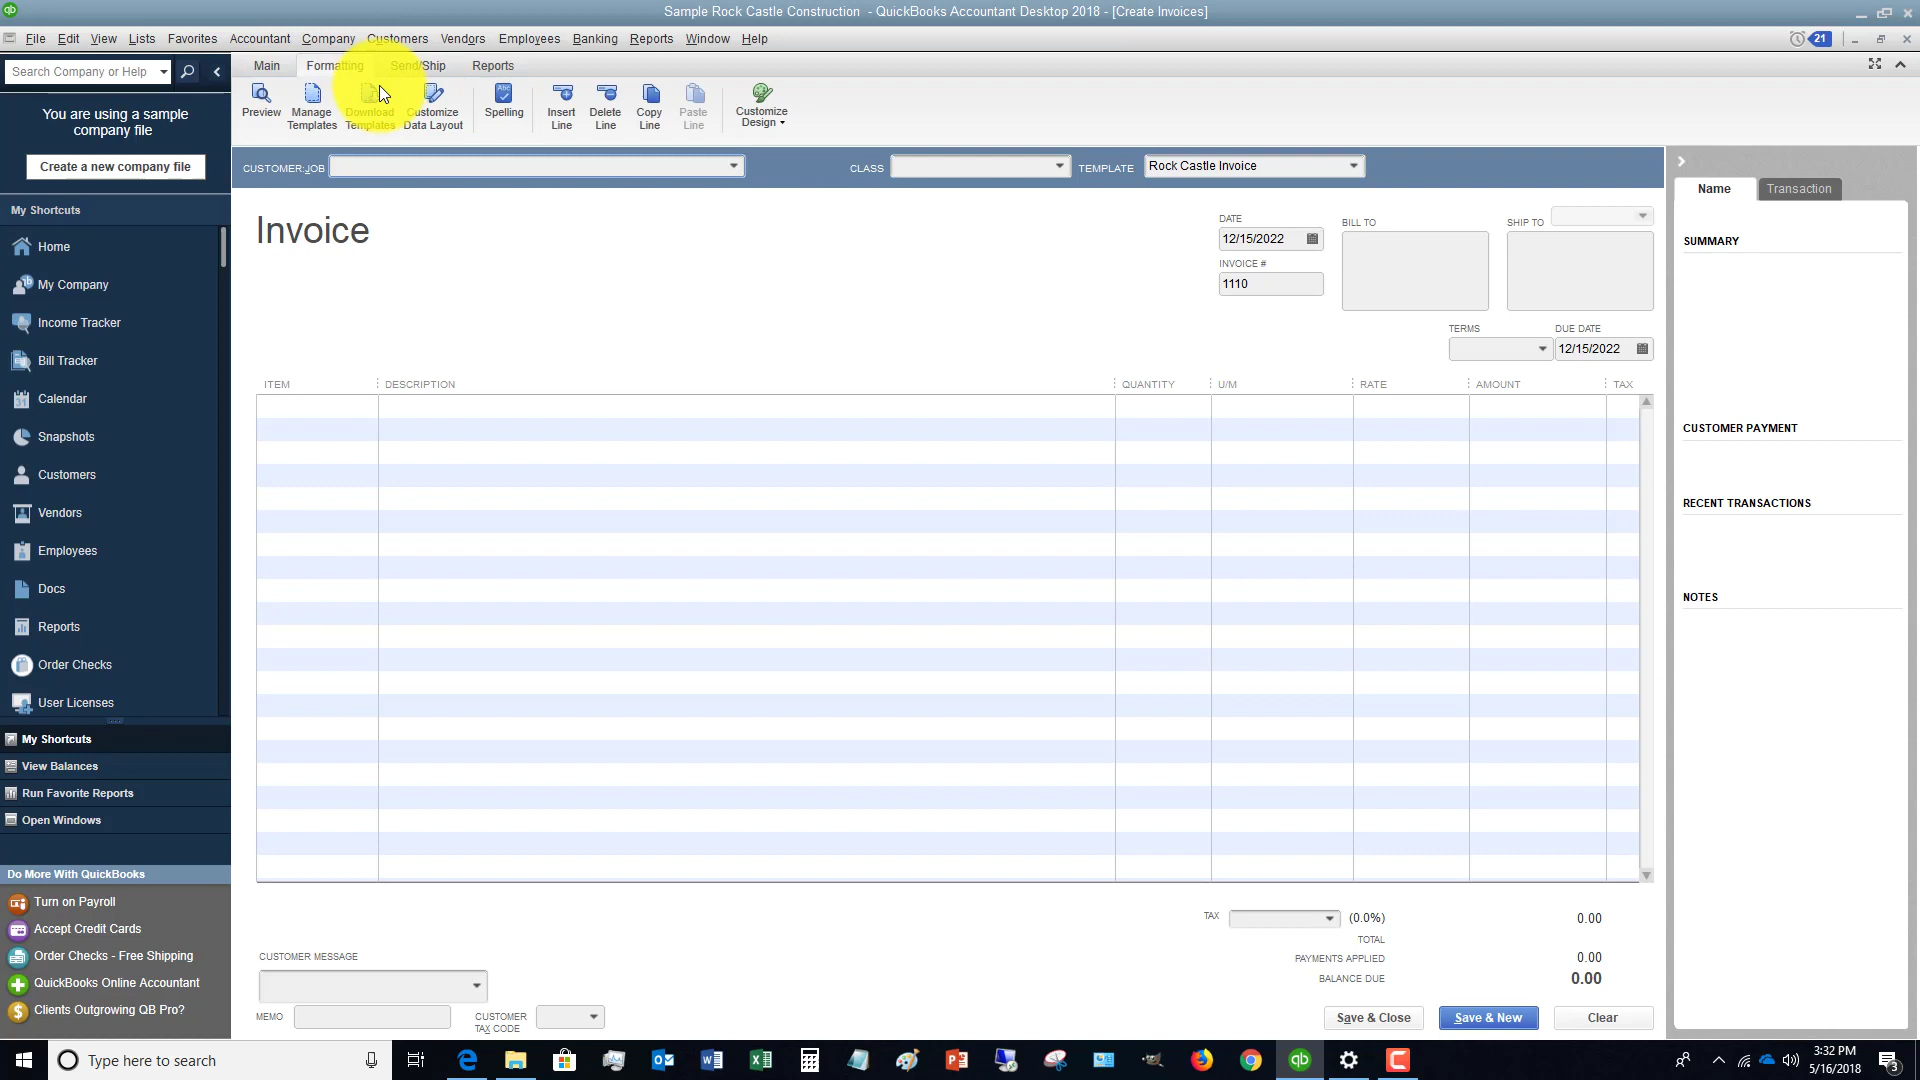 Sample Rock Castle Construction - QuickBooks Accountant Desktop 2018 - [Create Invoices]
File Edit View Lists Favorites Accountant Company Customers Vendors Employees Banking Reports Window Help
21
Search Company or Help
Main Formatting Send/Ship Reports
Preview
Manage Templates
Download Templates
Customize Data Layout
Abc
Spelling
Insert Line
Delete Line
Copy Line
Paste Line
Customize Design
You are using a sample
company file
Create a new company file
My Shortcuts
Home
My Company
Income Tracker
Bill Tracker
31
Calendar
Snapshots
Customers
Vendors
Employees
Docs
Reports
Order Checks
User Licenses
My Shortcuts
View Balances
Run Favorite Reports
Open Windows
Do More With QuickBooks
Turn on Payroll
Accept Credit Cards
Order Checks - Free Shipping
QuickBooks Online Accountant
Clients Outgrowing QB Pro?
CUSTOMER:JOB
CLASS
TEMPLATE Rock Castle Invoice
Invoice
DATE
12/15/2022
INVOICE #
1110
BILL TO
SHIP TO
TERMS
DUE DATE
12/15/2022
ITEM DESCRIPTION QUANTITY U/M RATE AMOUNT TAX
TAX (0.0%) 0.00
TOTAL
PAYMENTS APPLIED 0.00
BALANCE DUE 0.00
CUSTOMER MESSAGE
MEMO
CUSTOMER
TAX CODE
Save & Close Save & New Clear
Name Transaction
SUMMARY
CUSTOMER PAYMENT
RECENT TRANSACTIONS
NOTES
Type here to search
3:32 PM
5/16/2018
3